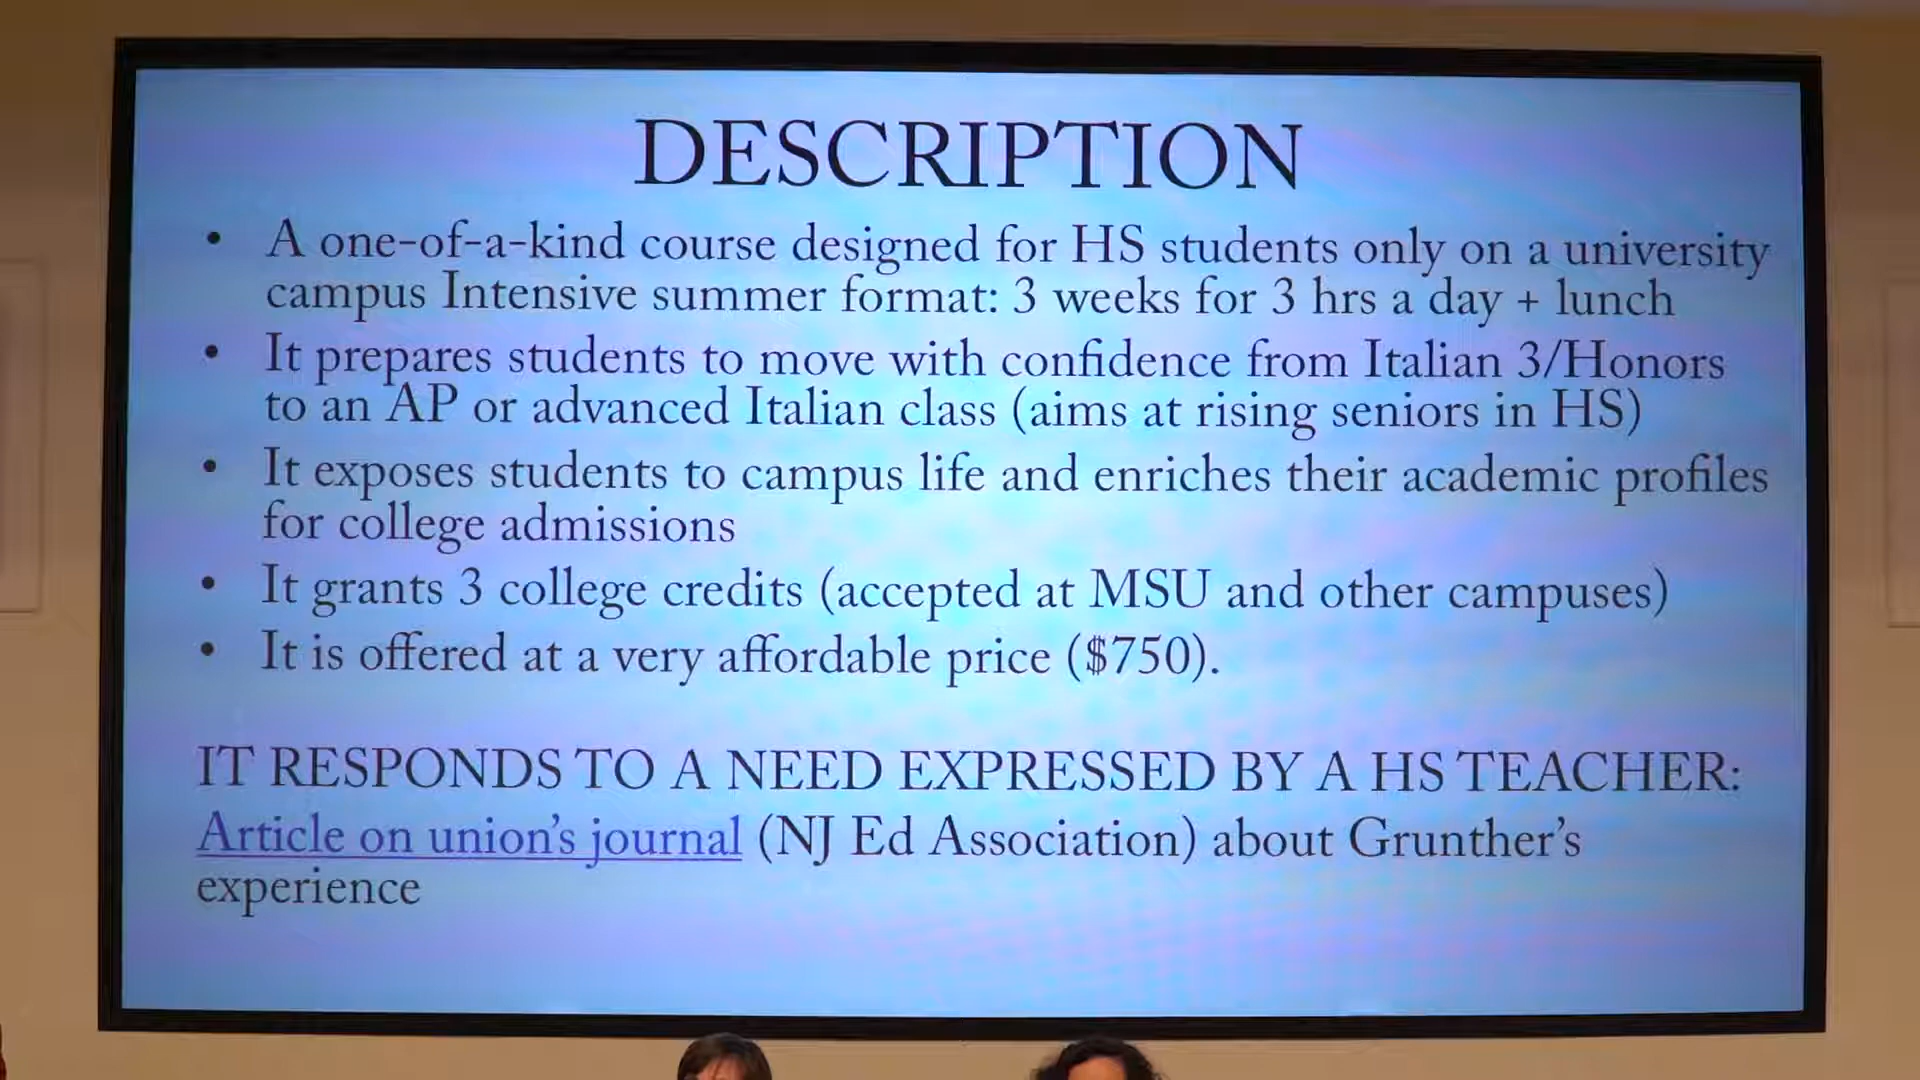 DESCRIPTION
• A one-of-a-kind course designed for HS students only on a university
campus Intensive summer format: 3 weeks for 3 hrs a day + lunch
• It prepares students to move with confidence from Italian 3/Honors
to an AP or advanced Italian class (aims at rising seniors in HS)
• It exposes students to campus life and enriches their academic profiles
for college admissions
• It grants 3 college credits (accepted at MSU and other campuses)
• It is offered at a very affordable price ($750).
IT RESPONDS TO A NEED EXPRESSED BY A HS TEACHER:
Article on union's journal (NJ Ed Association) about Grunther's
experience